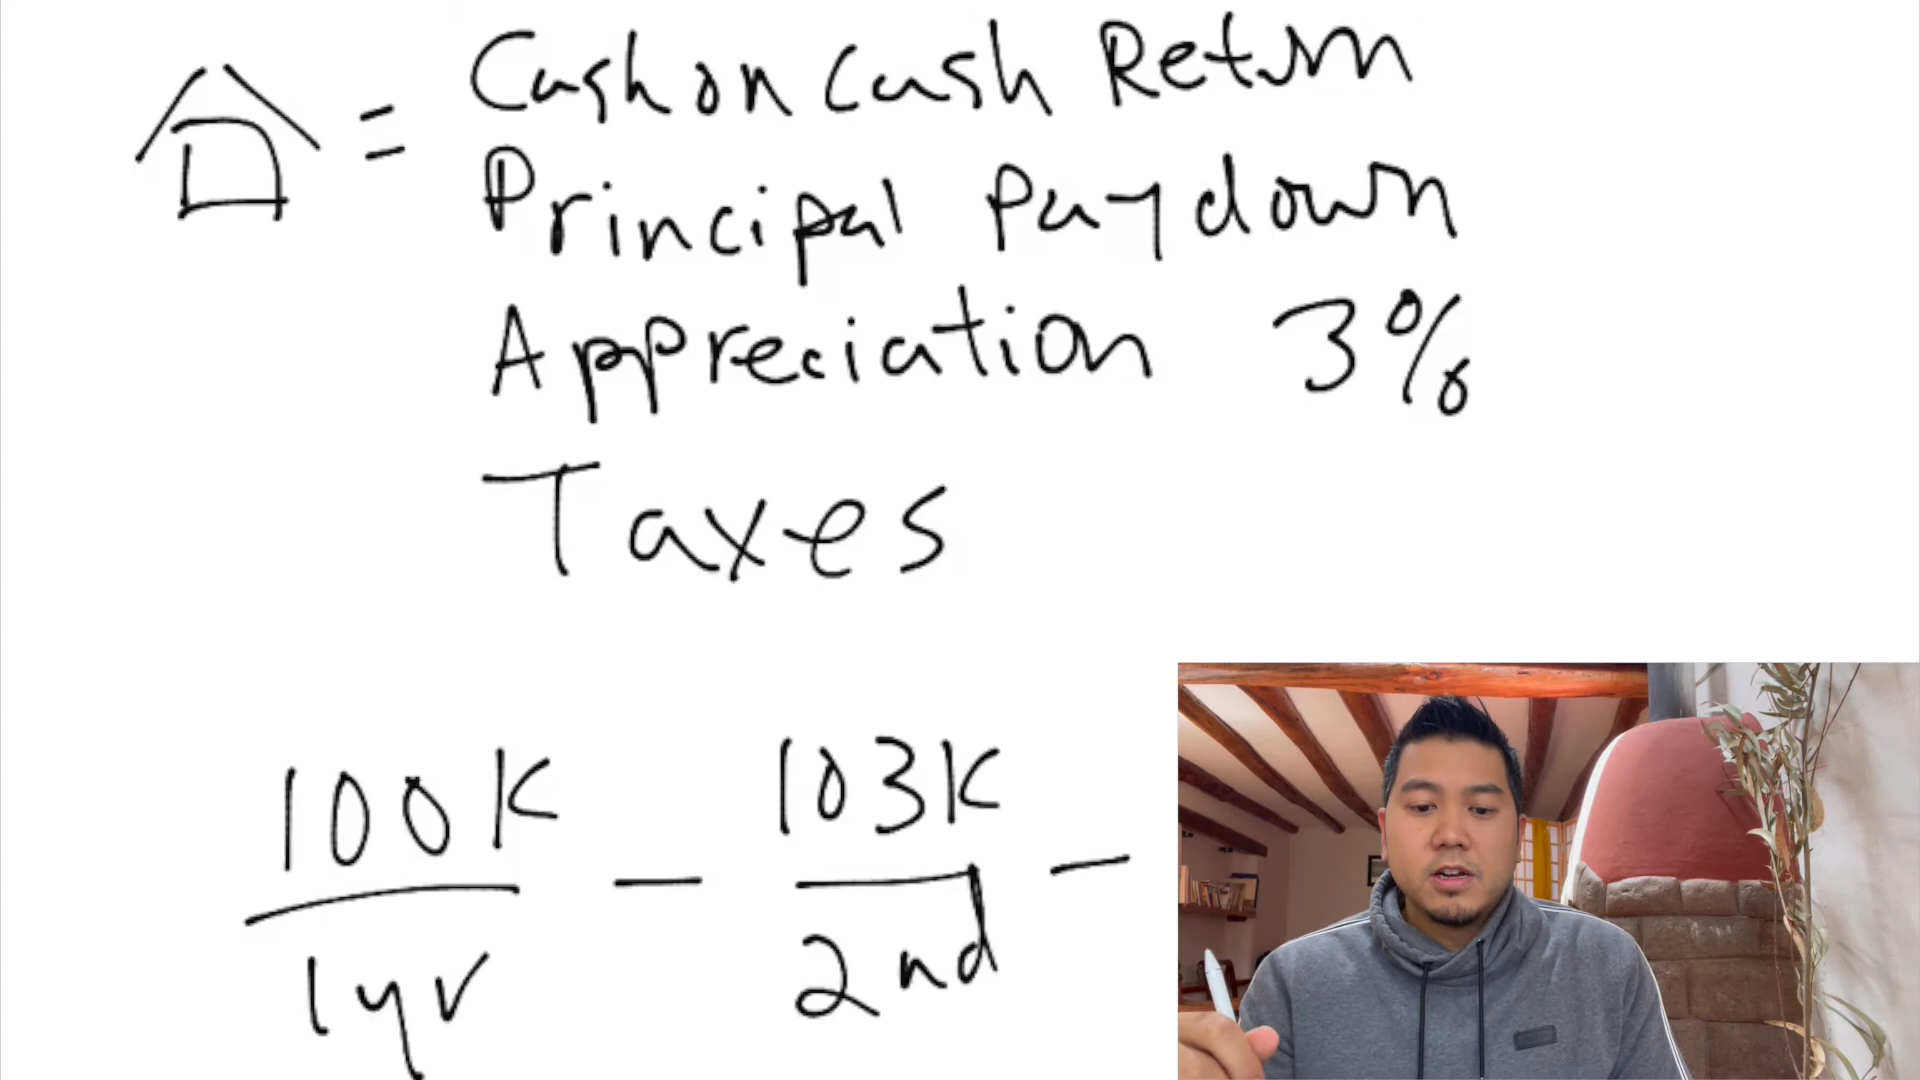 = Cash on Cash Return
Principal Paydown
Appreciation 3%
Taxes
100K - 103K -
1yr 2nd